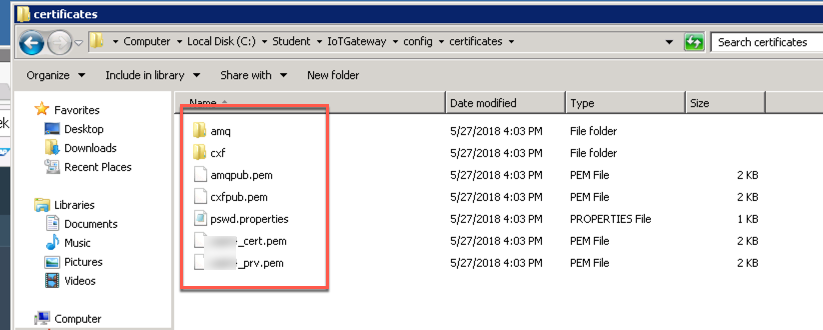 certificates
Computer Local Disk (C:) Student IoTGateway config certificates Search certificates
Organize Include in library Share with New folder
Name Date modified Type Size
Favorites
Desktop
Downloads
Recent Places
Libraries
Documents
Music
Pictures
Videos
Computer
amq 5/27/2018 4:03 PM File folder
cxf 5/27/2018 4:03 PM File folder
amqpub.pem 5/27/2018 4:03 PM PEM File 2 KB
cxfpub.pem 5/27/2018 4:03 PM PEM File 2 KB
pswd.properties 5/27/2018 4:03 PM PROPERTIES File 1 KB
_cert.pem 5/27/2018 4:03 PM PEM File 2 KB
_prv.pem 5/27/2018 4:03 PM PEM File 2 KB